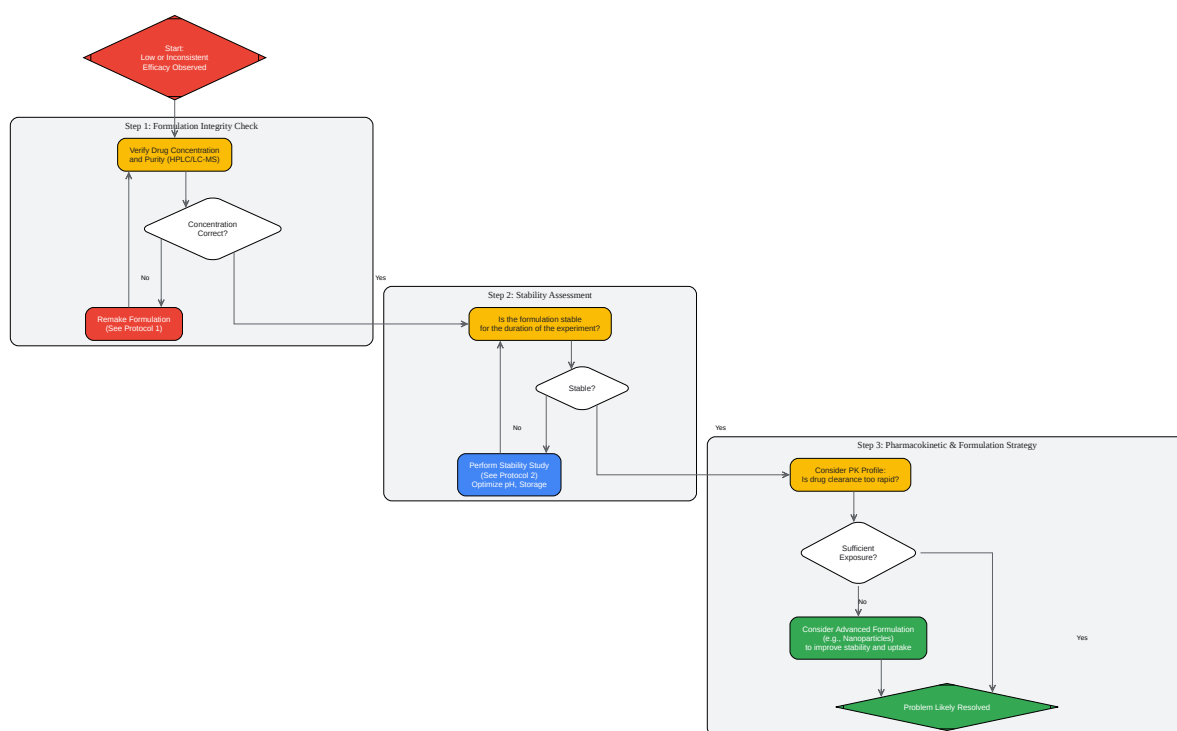 Start:
Low or Inconsistent
Efficacy Observed
Step 1: Formulation Integrity Check
Verify Drug Concentration
and Purity (HPLC/LC-MS)
Concentration
Correct?
No
Yes
Remake Formulation
(See Protocol 1)
Step 2: Stability Assessment
Is the formulation stable
for the duration of the experiment?
Stable?
No
Yes
Perform Stability Study
(See Protocol 2)
Optimize pH, Storage
Step 3: Pharmacokinetic & Formulation Strategy
Consider PK Profile:
Is drug clearance too rapid?
Sufficient
Exposure?
No
Yes
Consider Advanced Formulation
(e.g., Nanoparticles)
to improve stability and uptake
Problem Likely Resolved